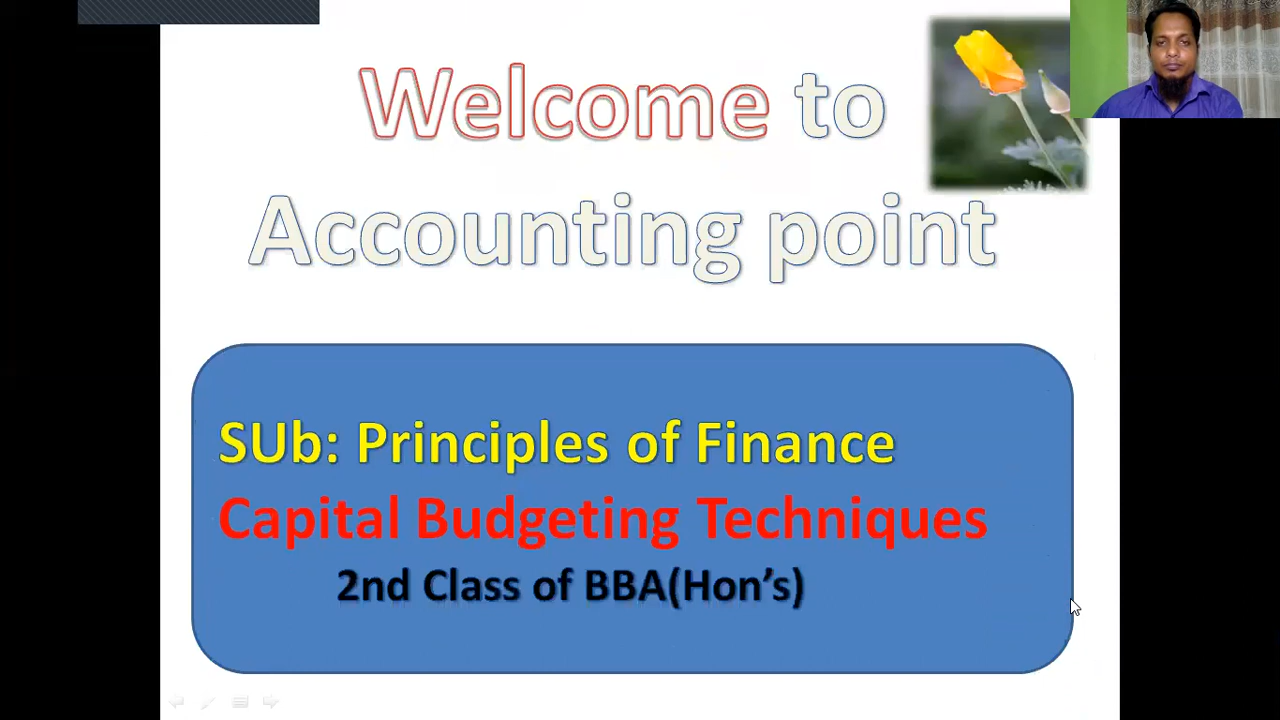 Welcome to
Accounting point
SUb: Principles of Finance
Capital Budgeting Techniques
2nd Class of BBA(Hon’s)